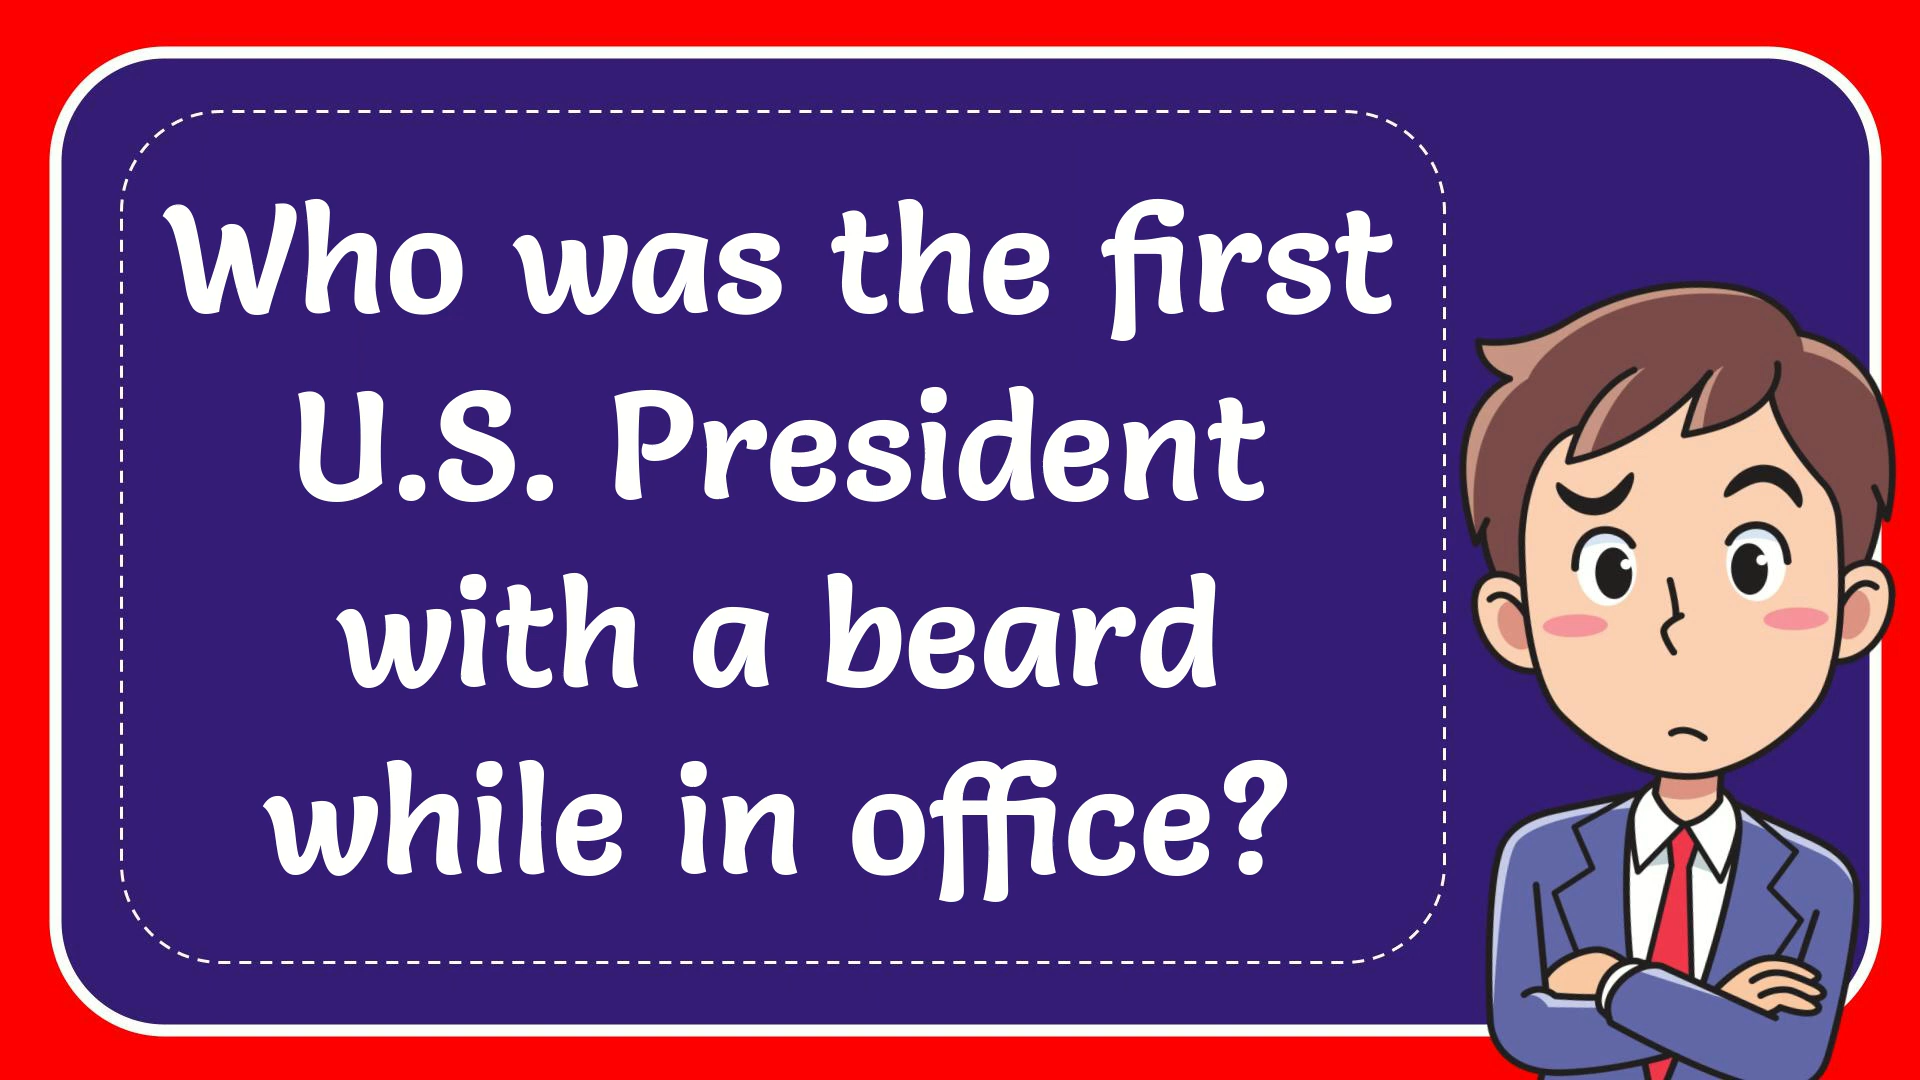 Who was the first
U.S. President
with a beard
while in office?